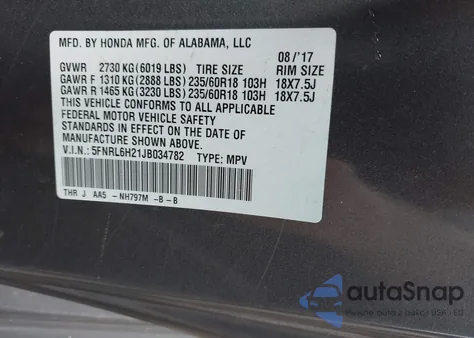 MFD. BY HONDA MFG. OF ALABAMA, LLC
08/'17
GVWR 2730 KG (6019 LBS) TIRE SIZE RIM SIZE
GAWR F 1310 KG (2888 LBS) 235/60R18 103H 18X7.5J
GAWR R 1465 KG (3230 LBS) 235/60R18 103H 18X7.5J
THIS VEHICLE CONFORMS TO ALL APPLICABLE
FEDERAL MOTOR VEHICLE SAFETY
STANDARDS IN EFFECT ON THE DATE OF
MANUFACTURE SHOWN ABOVE.
V.I.N.: 5FNRL6H21JB034782 TYPE: MPV
THR J AA5 -NH797M -B-B
autoSnap